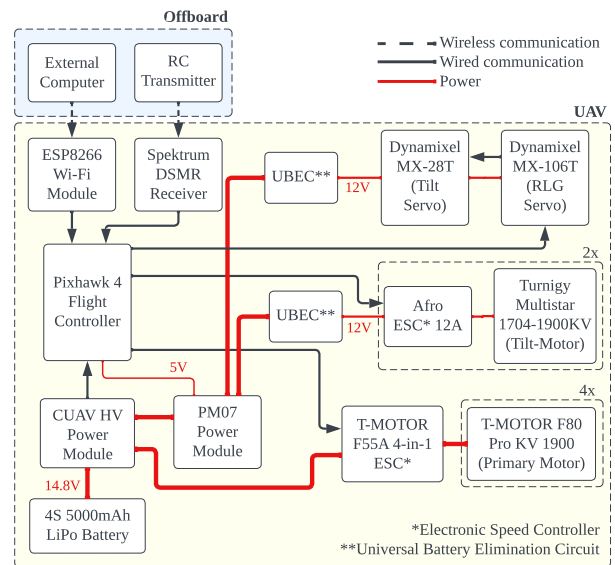 Offboard
External
Computer
RC
Transmitter
Wireless communication
Wired communication
Power
UAV
ESP8266
Wi-Fi
Module
Spektrum
DSMR
Receiver
UBEC**
12V
Dynamixel
MX-28T
(Tilt
Servo)
Dynamixel
MX-106T
(RLG
Servo)
2x
Pixhawk 4
Flight
Controller
UBEC**
12V
Afro
ESC* 12A
Turnigy
Multistar
1704-1900KV
(Tilt-Motor)
5V
4x
CUAV HV
Power
Module
PM07
Power
Module
T-MOTOR
F55A 4-in-1
ESC*
T-MOTOR F80
Pro KV 1900
(Primary Motor)
14.8V
4S 5000mAh
LiPo Battery
*Electronic Speed Controller
**Universal Battery Elimination Circuit